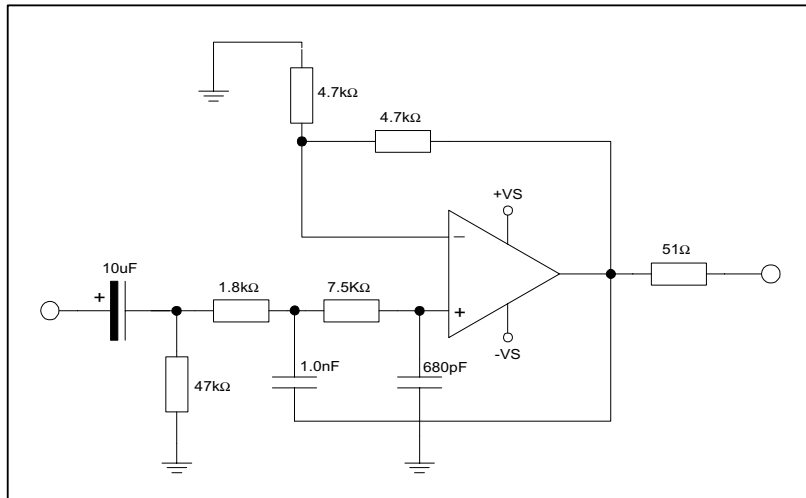 4.7kΩ
4.7kΩ
+VS
−
51Ω
10uF
+
1.8kΩ
7.5KΩ
+
-VS
1.0nF
680pF
47kΩ